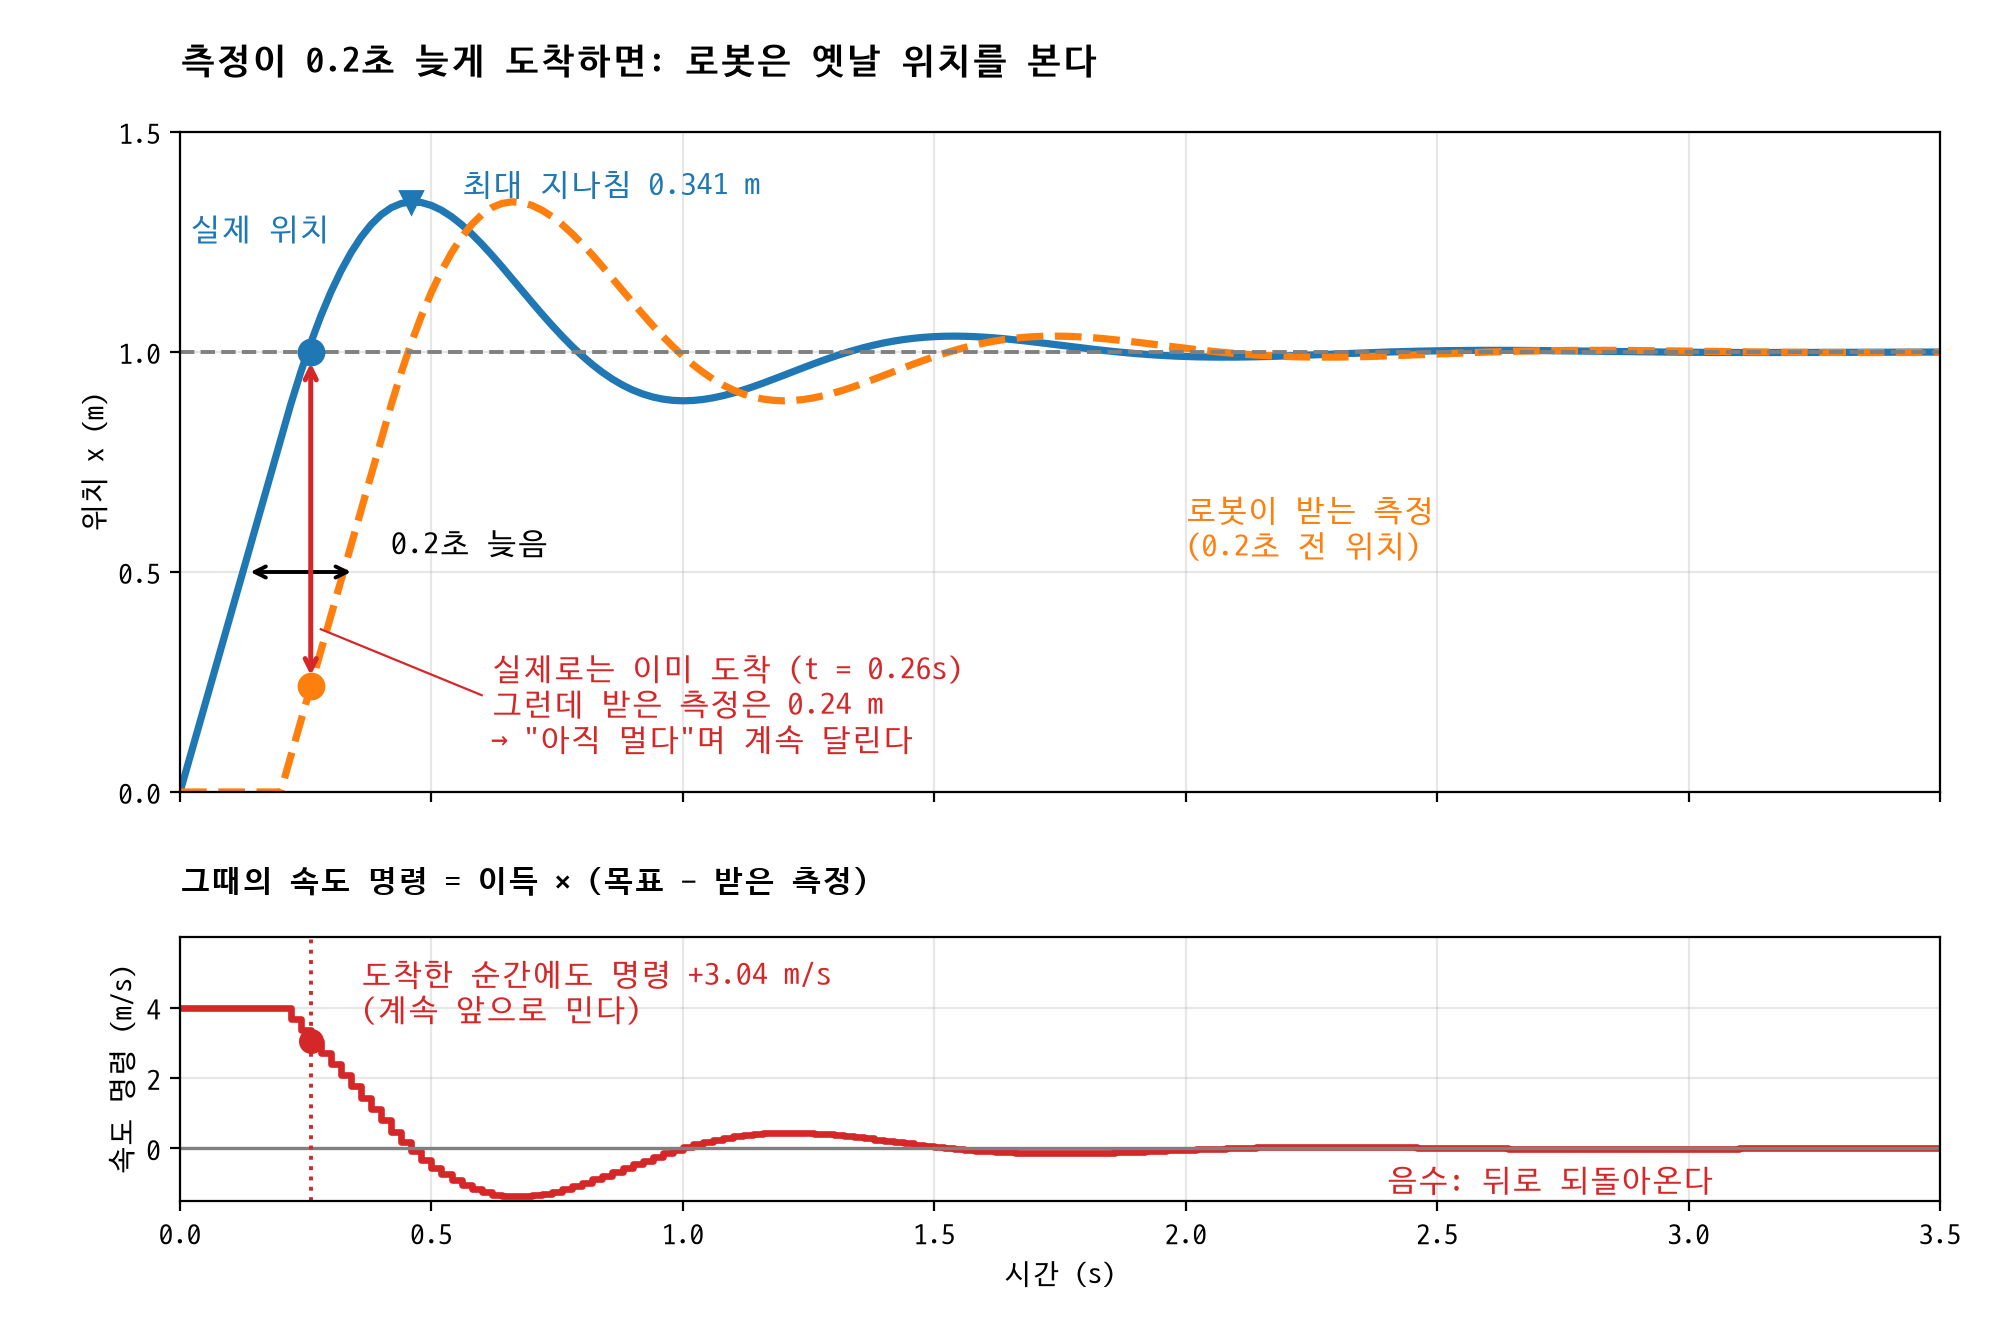 측정이 0.2초 늦게 도착하면: 로봇은 옛날 위치를 본다
1.5
최대 지나침 0.341 m
실제 위치
1.0
위치 x (m)
로봇이 받는 측정
(0.2초 전 위치)
0.2초 늦음
0.5
실제로는 이미 도착 (t = 0.26s)
그런데 받은 측정은 0.24 m
→ "아직 멀다"며 계속 달린다
0.0
그때의 속도 명령 = 이득 × (목표 − 받은 측정)
도착한 순간에도 명령 +3.04 m/s
(계속 앞으로 민다)
속도 명령 (m/s)
4
2
0
음수: 뒤로 되돌아온다
0.0 0.5 1.0 1.5 2.0 2.5 3.0 3.5
시간 (s)